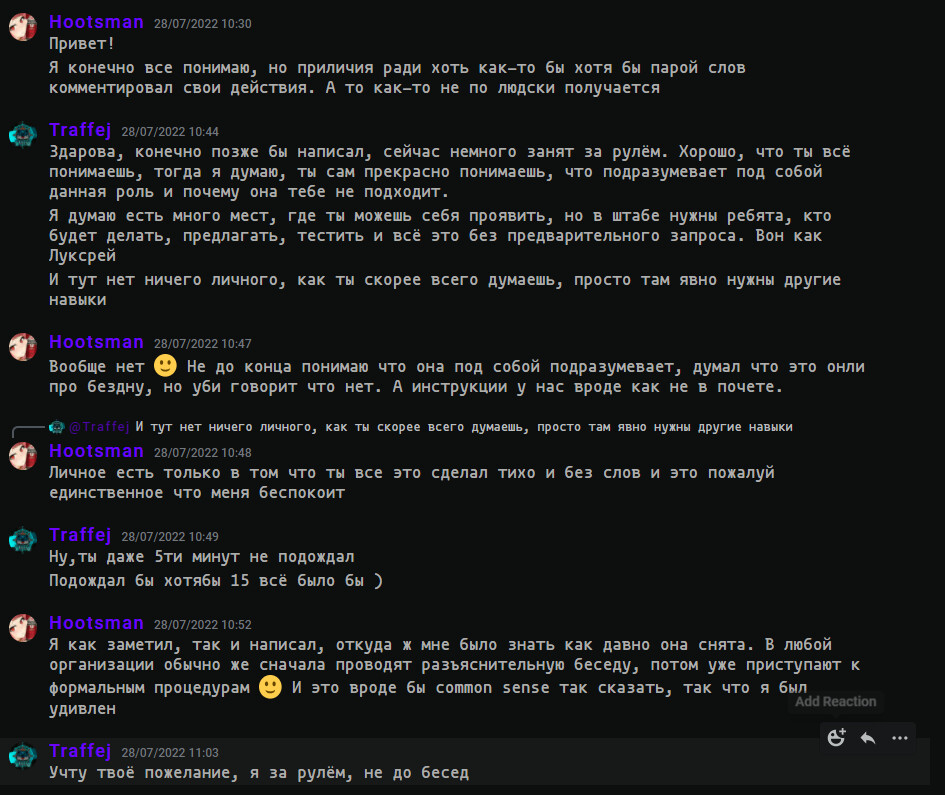 Hootsman 28/07/2022 10:30
Привет!
Я конечно все понимаю, но приличия ради хоть как-то бы хотя бы парой слов
комментировал свои действия. А то как-то не по людски получается
Traffej 28/07/2022 10:44
Здарова, конечно позже бы написал, сейчас немного занят за рулём. Хорошо, что ты всё
понимаешь, тогда я думаю, ты сам прекрасно понимаешь, что подразумевает под собой
данная роль и почему она тебе не подходит.
Я думаю есть много мест, где ты можешь себя проявить, но в штабе нужны ребята, кто
будет делать, предлагать, тестить и всё это без предварительного запроса. Вон как
Луксрей
И тут нет ничего личного, как ты скорее всего думаешь, просто там явно нужны другие
навыки
Hootsman 28/07/2022 10:47
Вообще нет 🙂 Не до конца понимаю что она под собой подразумевает, думал что это онли
про бездну, но уби говорит что нет. А инструкции у нас вроде как не в почете.
@Traffej И тут нет ничего личного, как ты скорее всего думаешь, просто там явно нужны другие навыки
Hootsman 28/07/2022 10:48
Личное есть только в том что ты все это сделал тихо и без слов и это пожалуй
единственное что меня беспокоит
Traffej 28/07/2022 10:49
Ну,ты даже 5ти минут не подождал
Подождал бы хотябы 15 всё было бы )
Hootsman 28/07/2022 10:52
Я как заметил, так и написал, откуда ж мне было знать как давно она снята. В любой
организации обычно же сначала проводят разъяснительную беседу, потом уже приступают к
формальным процедурам 🙂 И это вроде бы common sense так сказать, так что я был
удивлен
Add Reaction
Traffej 28/07/2022 11:03
Учту твоё пожелание, я за рулём, не до бесед